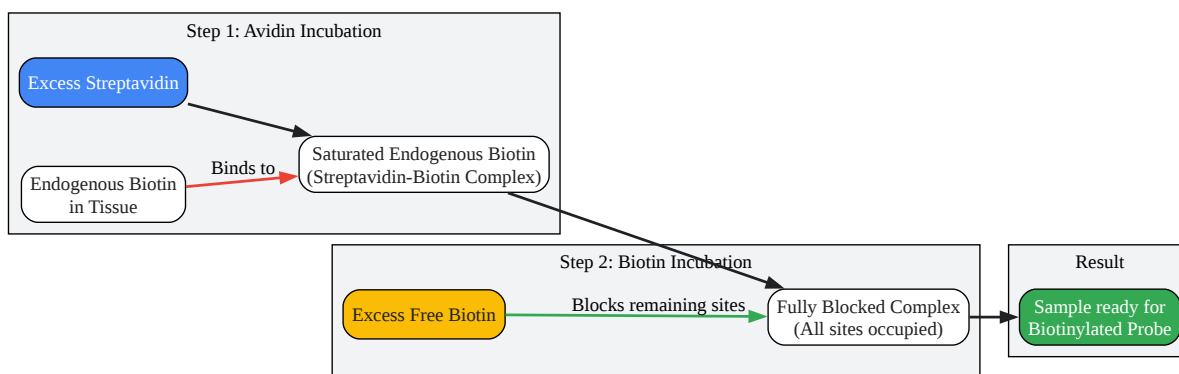 Step 1: Avidin Incubation
Excess Streptavidin
Endogenous Biotin
in Tissue
Binds to
Saturated Endogenous Biotin
(Streptavidin-Biotin Complex)
Step 2: Biotin Incubation
Excess Free Biotin
Blocks remaining sites
Fully Blocked Complex
(All sites occupied)
Result
Sample ready for
Biotinylated Probe